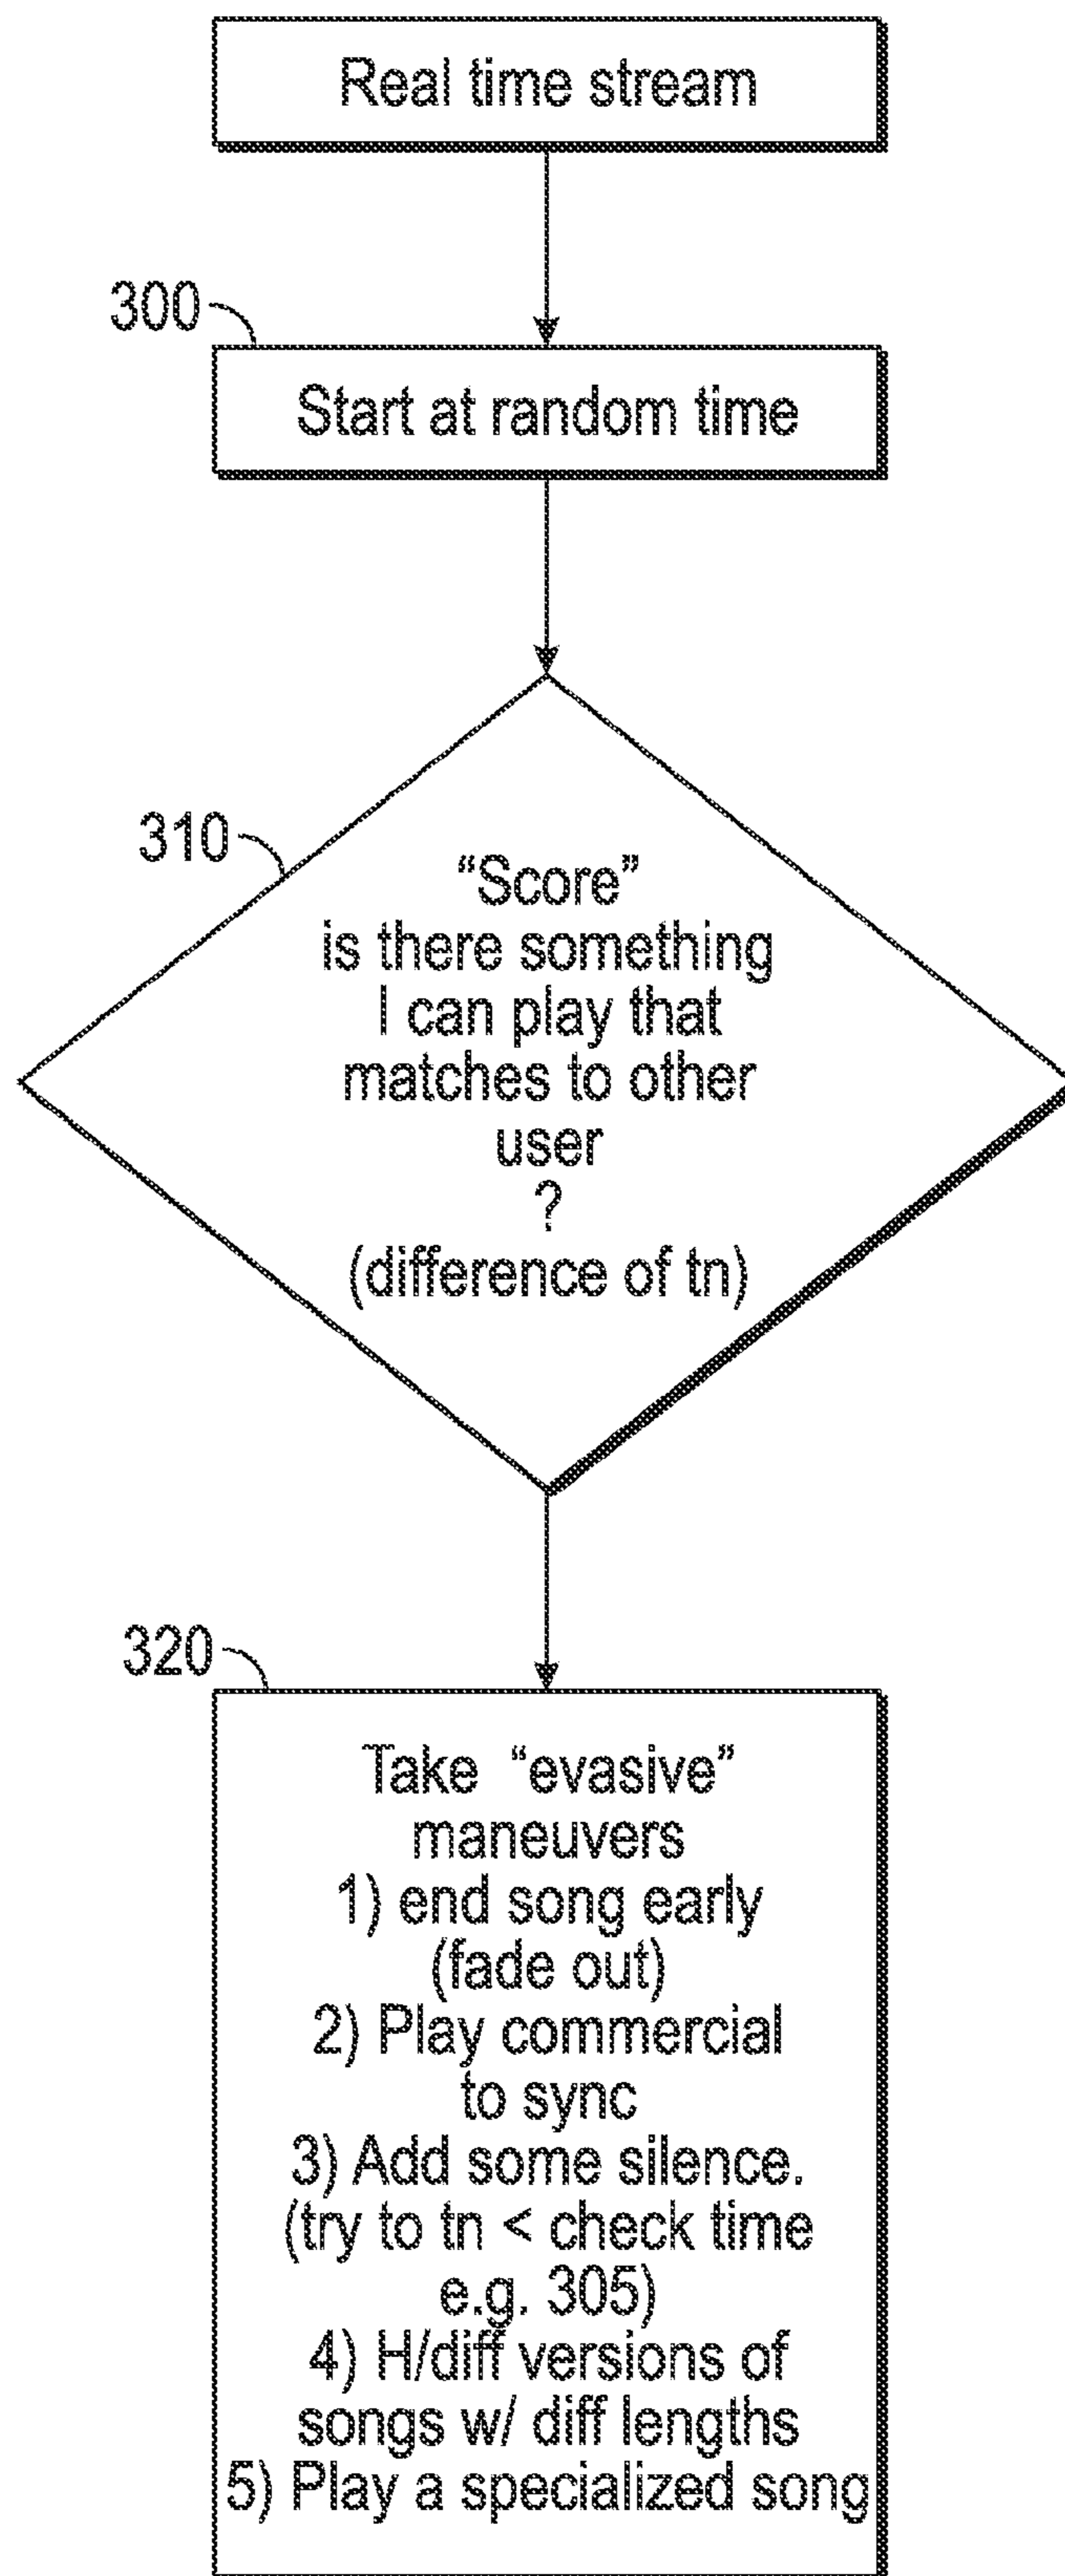 Real time stream
300
Start at random time
310
“Score”
is there something
I can play that
matches to other
user
?
(difference of tn)
320
Take “evasive”
maneuvers
1) end song early
(fade out)
2) Play commercial
to sync
3) Add some silence.
(try to tn < check time
e.g. 305)
4) H/diff versions of
songs w/ diff lengths
5) Play a specialized song